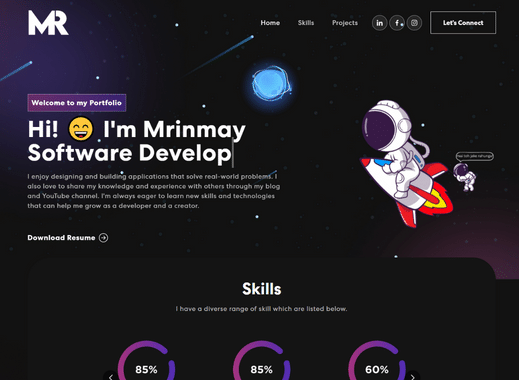 MR
Home
Skills
Projects
Let's Connect
Welcome to my Portfolio
Hi! 😄 I'm Mrinmay
Software Develop
I enjoy designing and building applications that solve real-world problems. I
also love to share my knowledge and experience with others through my blog
and YouTube channel. I'm always eager to learn new skills and technologies
that can help me grow as a developer and a creator.
Download Resume
Skills
I have a diverse range of skill which are listed below.
85%
85%
60%